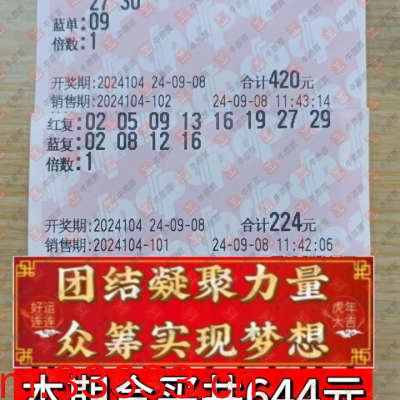 27 30
蓝单:09
倍数:1
开奖期:2024104 24-09-08 合计420元
销售期:2024104-102 24-09-08 11:43:14
红复:02 05 09 13 16 19 27 29
蓝复:02 08 12 16
倍数:1
开奖期:2024104 24-09-08 合计224元
销售期:2024104-101 24-09-08 11:42:06
团结凝聚力量
好运连连
虎年大吉
众筹实现梦想
本期合买共644元